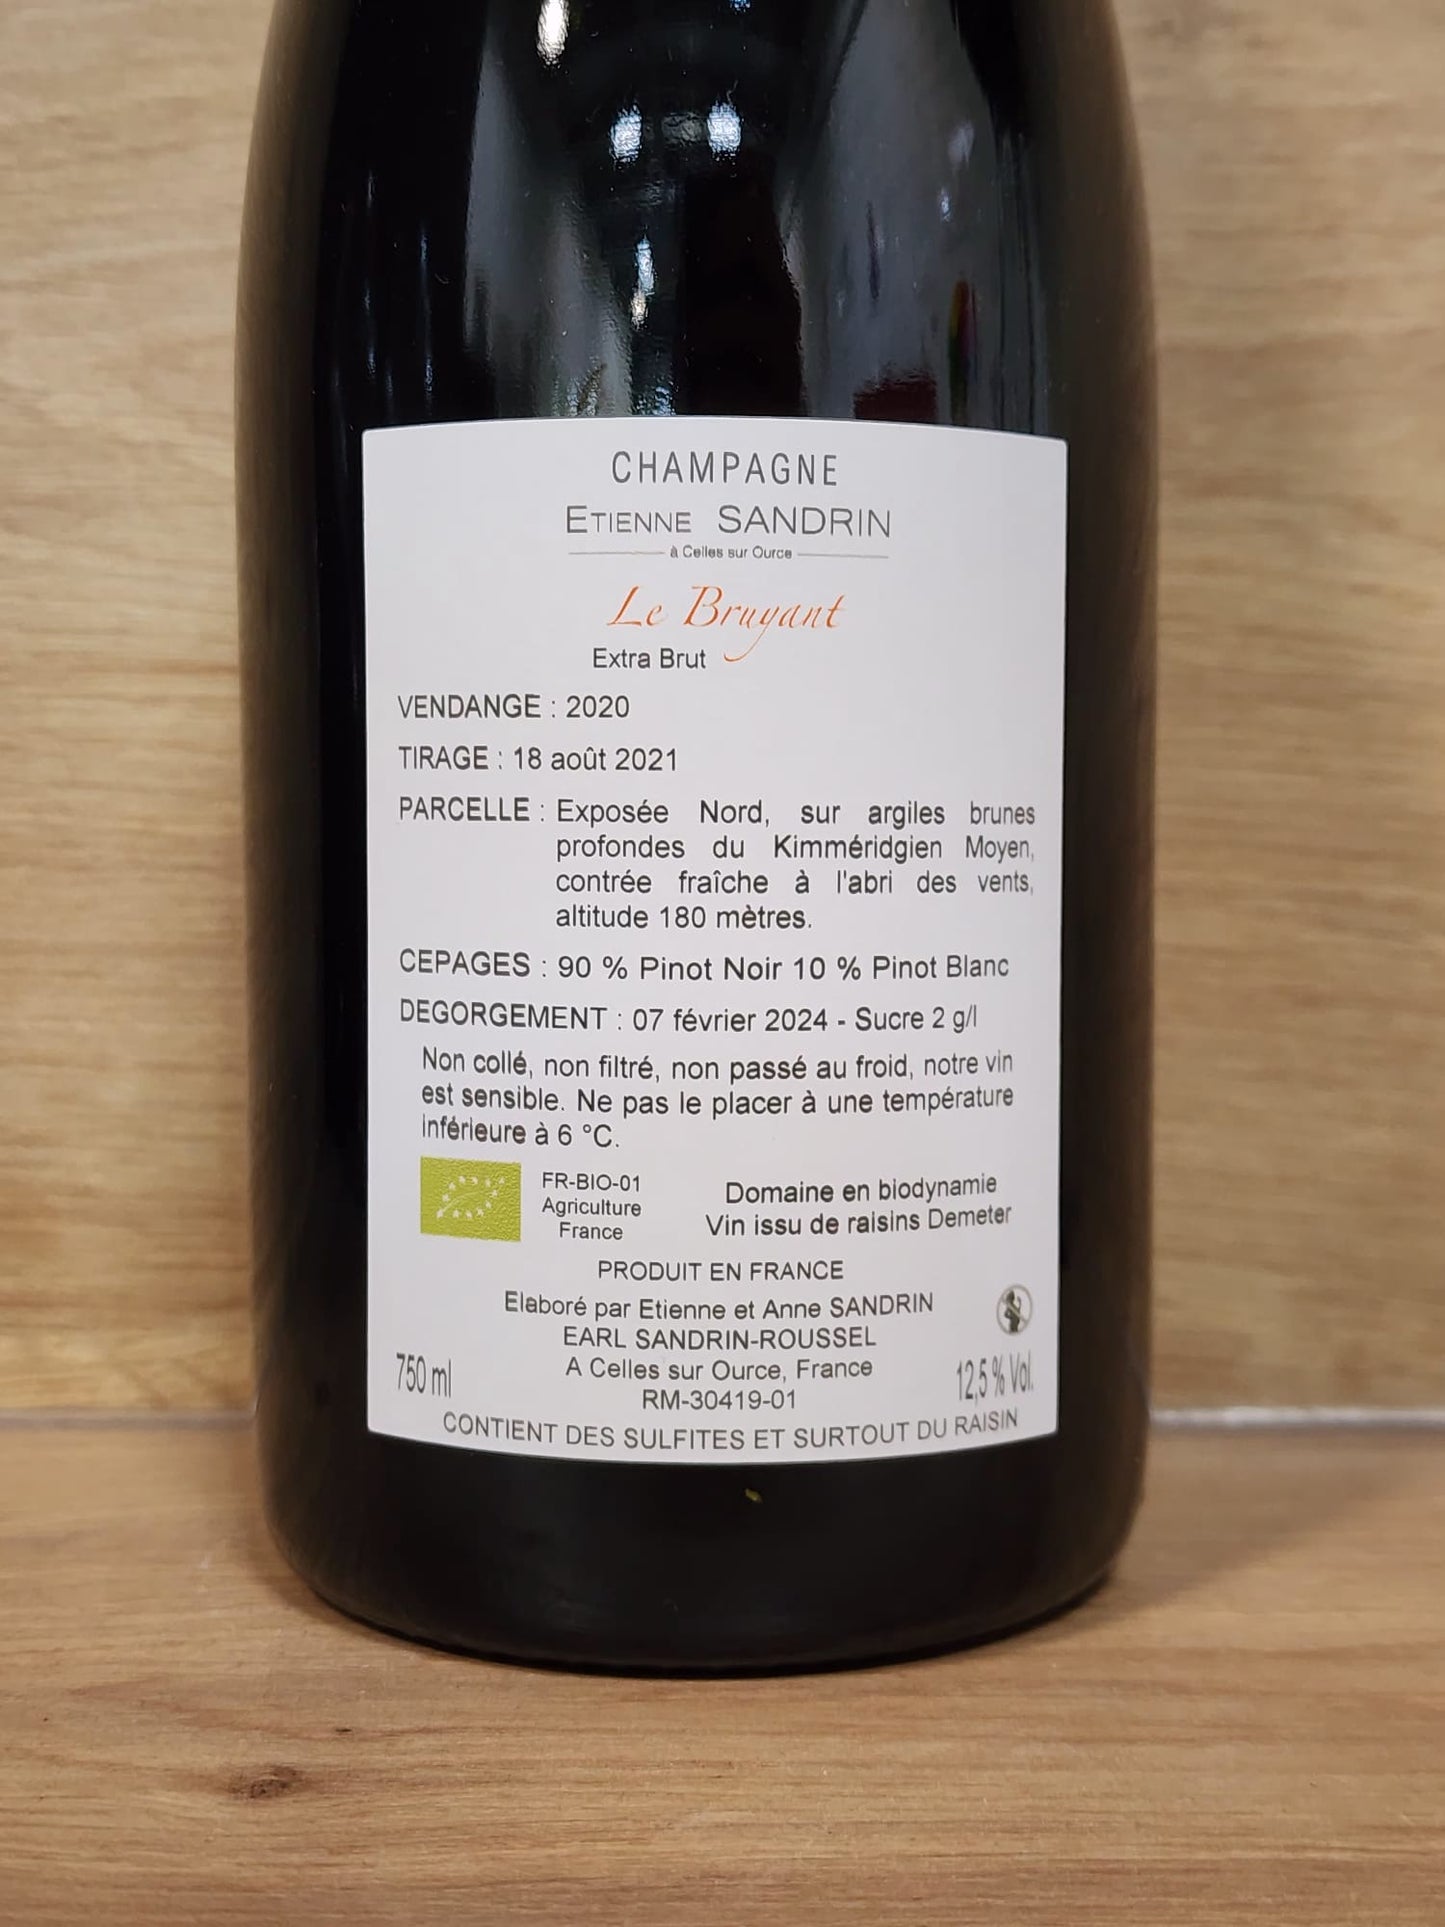 CHAMPAGNE
ETIENNE SANDRIN
à Celles sur Ource
Le Bruyant
Extra Brut
VENDANGE : 2020
TIRAGE : 18 août 2021
PARCELLE : Exposée Nord, sur argiles brunes
profondes du Kimméridgien Moyen,
contrée fraîche à l'abri des vents,
altitude 180 mètres.
CEPAGES : 90 % Pinot Noir 10 % Pinot Blanc
DEGORGEMENT : 07 février 2024 - Sucre 2 g/l
Non collé, non filtré, non passé au froid, notre vin
est sensible. Ne pas le placer à une température
inférieure à 6 °C.
FR-BIO-01
Agriculture
France
Domaine en biodynamie
Vin issu de raisins Demeter
PRODUIT EN FRANCE
Elaboré par Etienne et Anne SANDRIN
EARL SANDRIN-ROUSSEL
A Celles sur Ource, France
RM-30419-01
750 ml
12,5 % Vol.
CONTIENT DES SULFITES ET SURTOUT DU RAISIN